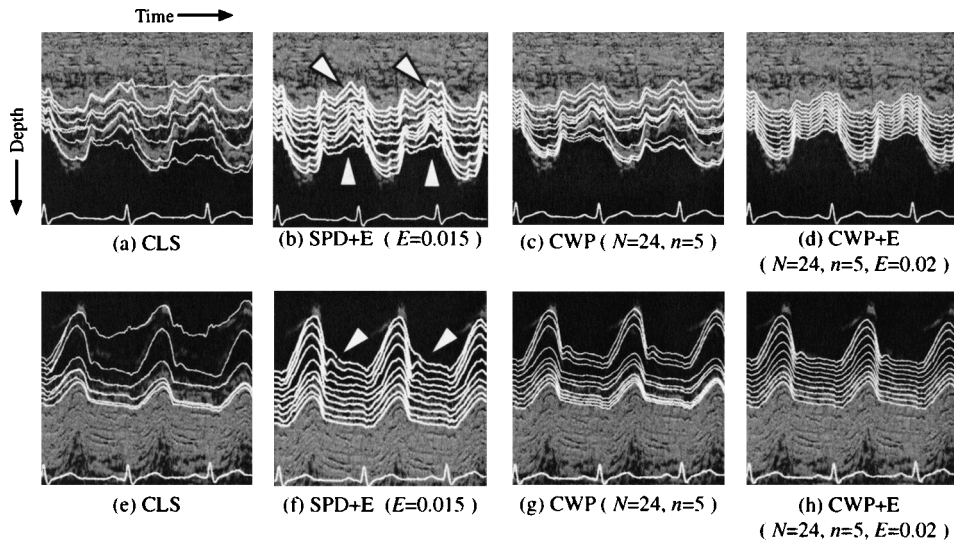 Time
Depth
(a) CLS
(b) SPD+E ( E=0.015 )
(c) CWP ( N=24, n=5 )
(d) CWP+E
( N=24, n=5, E=0.02 )
(e) CLS
(f) SPD+E (E=0.015 )
(g) CWP ( N=24, n=5 )
(h) CWP+E
( N=24, n=5, E=0.02 )